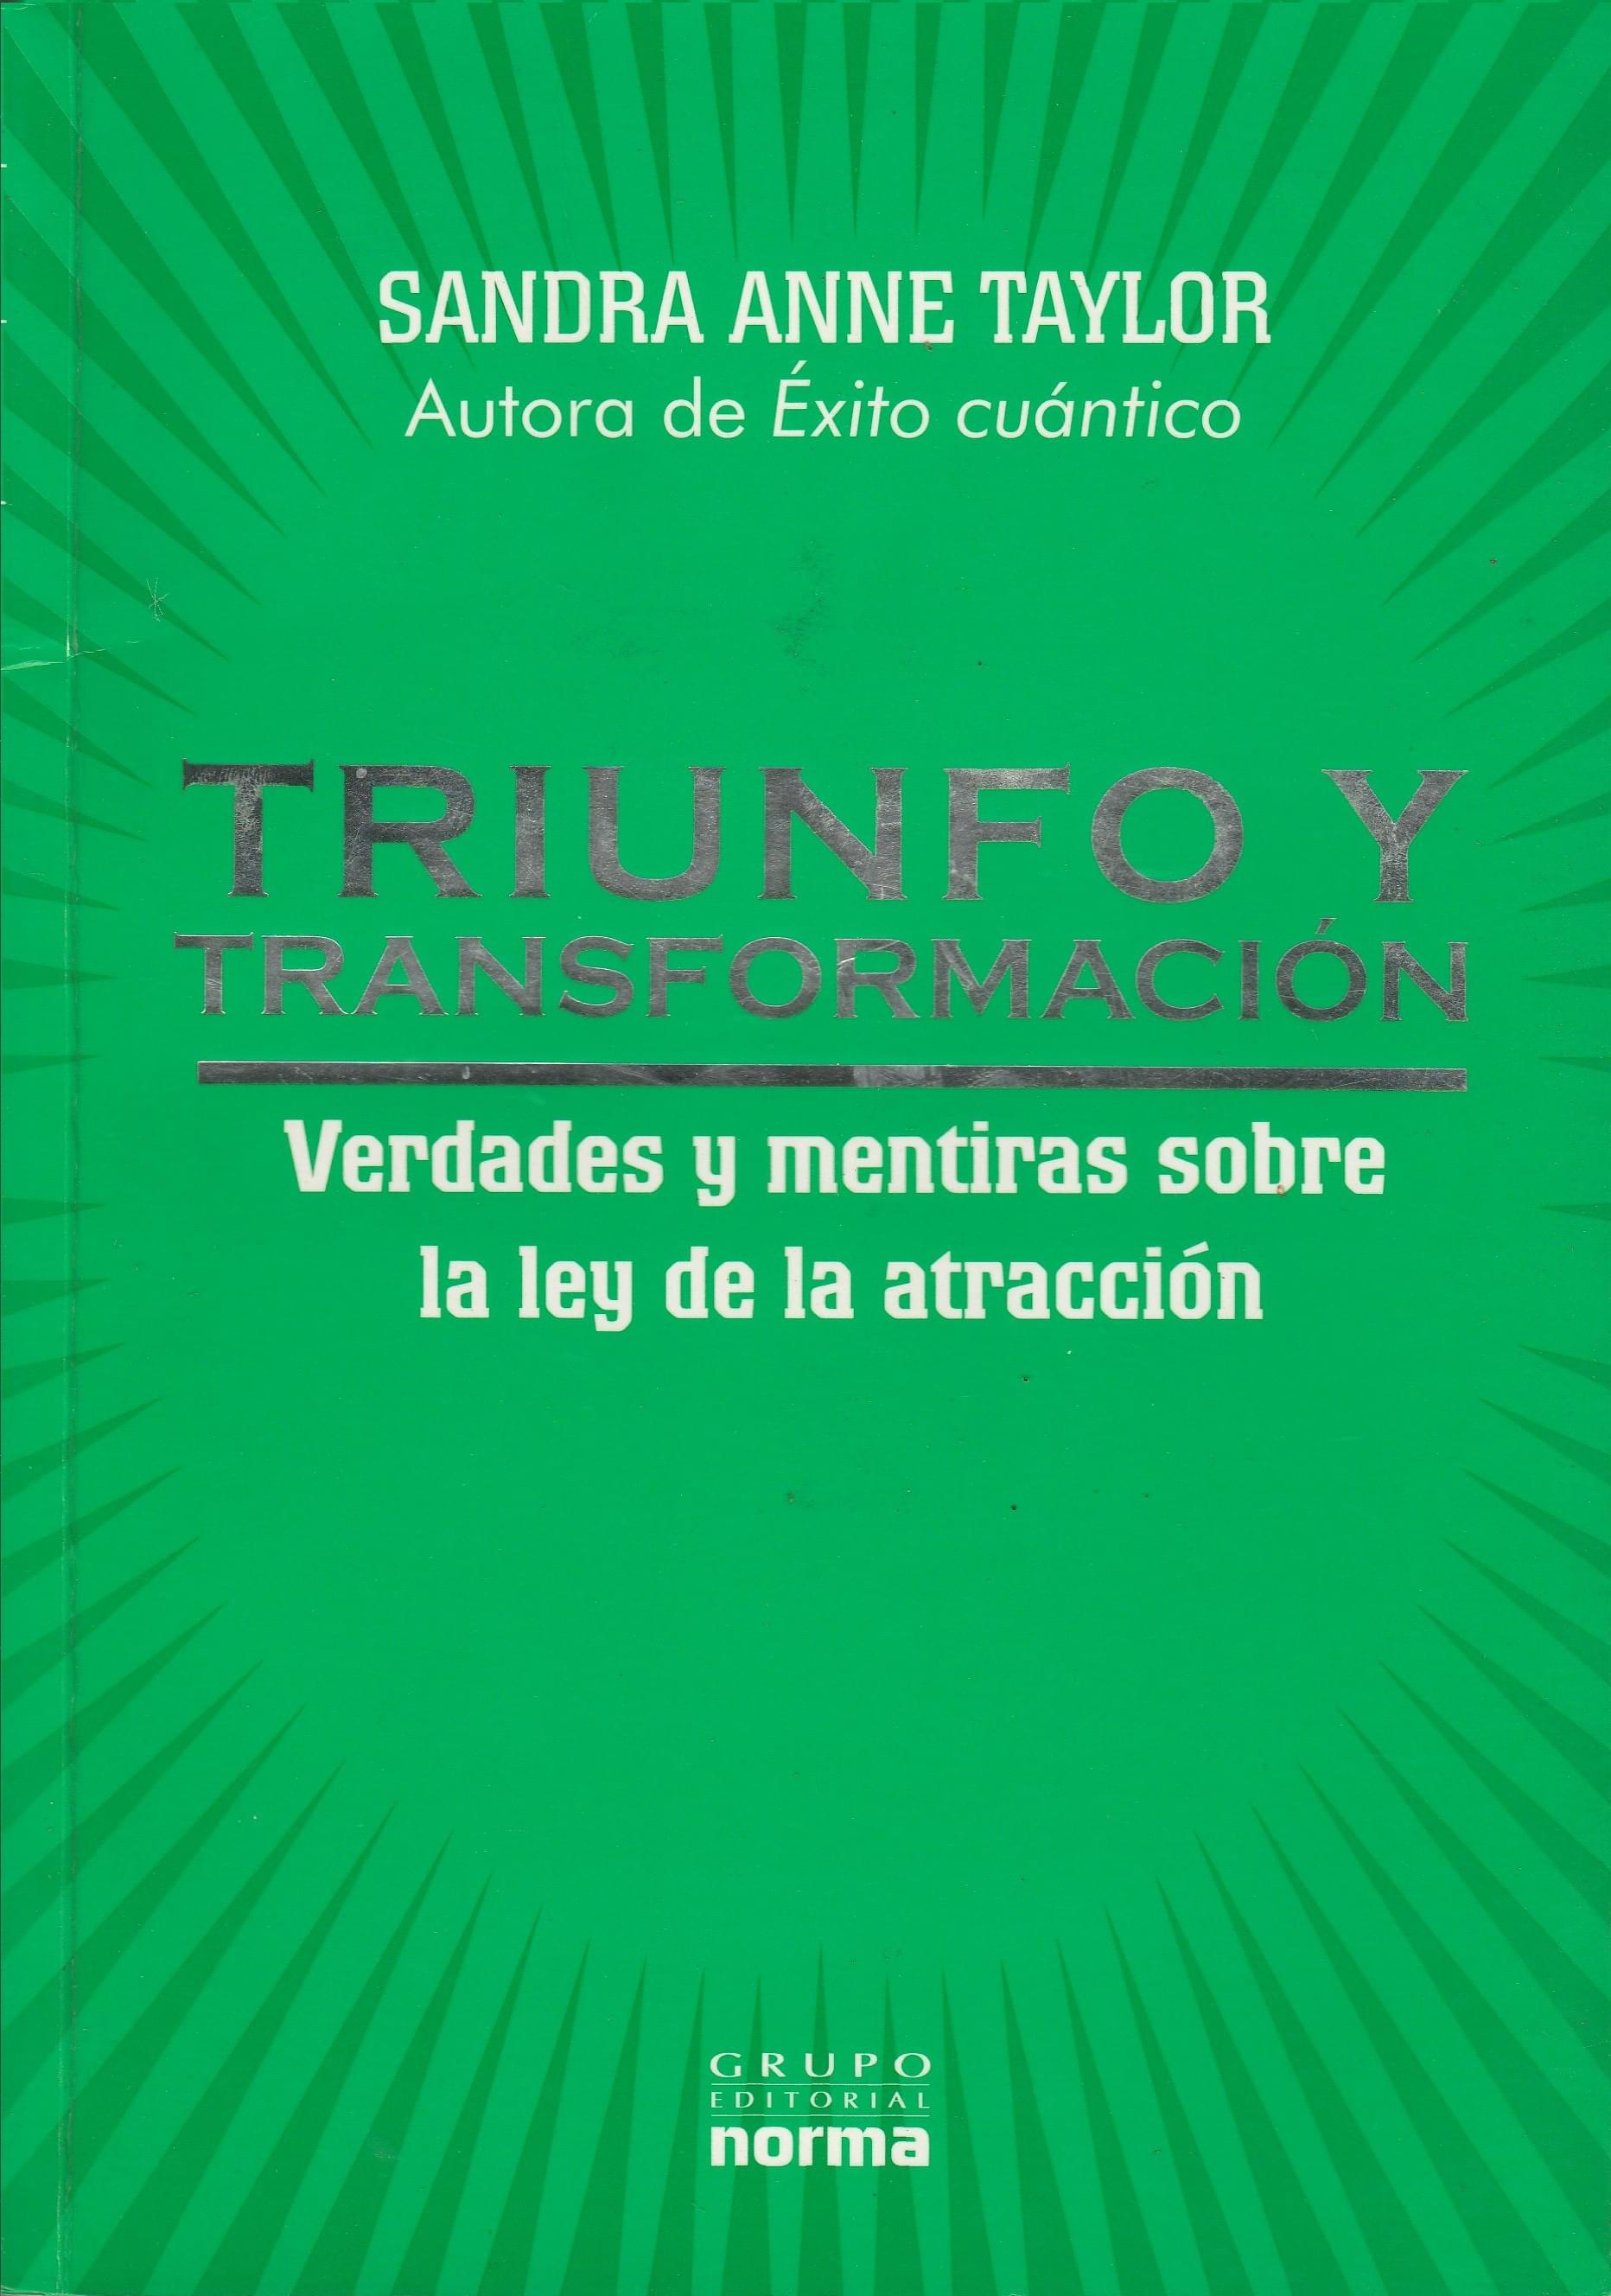 SANDRA ANNE TAYLOR
Autora de Éxito cuántico
TRIUNFO Y
TRANSFORMACIÓN
Verdades y mentiras sobre
la ley de la atracción
GRUPO
EDITORIAL
norma